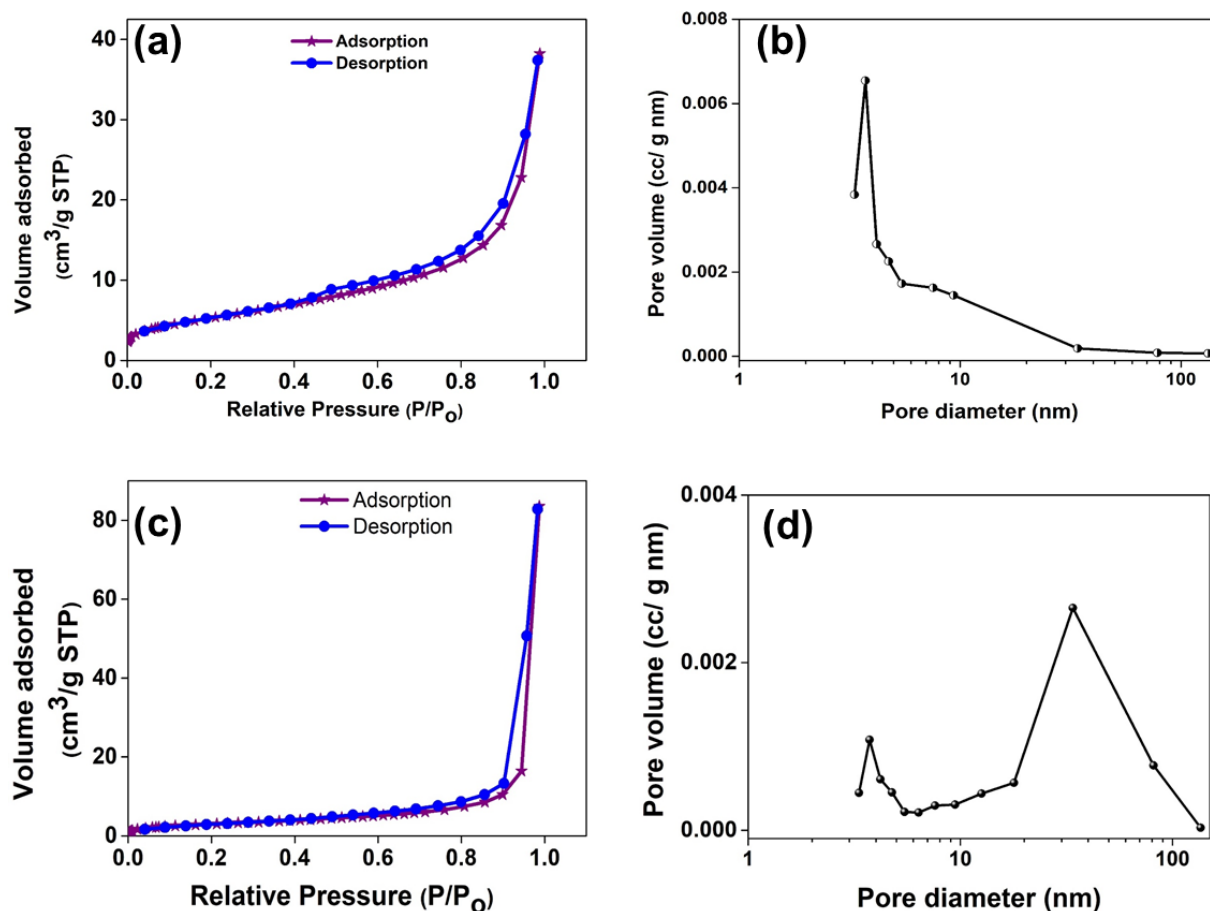 (a)
Adsorption
Desorption
40
30
20
10
0
Volume adsorbed
(cm³/g STP)
0.0 0.2 0.4 0.6 0.8 1.0
Relative Pressure (P/P₀)
(b)
0.008
0.006
0.004
0.002
0.000
Pore volume (cc/ g nm)
1 10 100
Pore diameter (nm)
(c)
Adsorption
Desorption
80
60
40
20
0
Volume adsorbed
(cm³/g STP)
0.0 0.2 0.4 0.6 0.8 1.0
Relative Pressure (P/P₀)
(d)
0.004
0.002
0.000
Pore volume (cc/ g nm)
1 10 100
Pore diameter (nm)